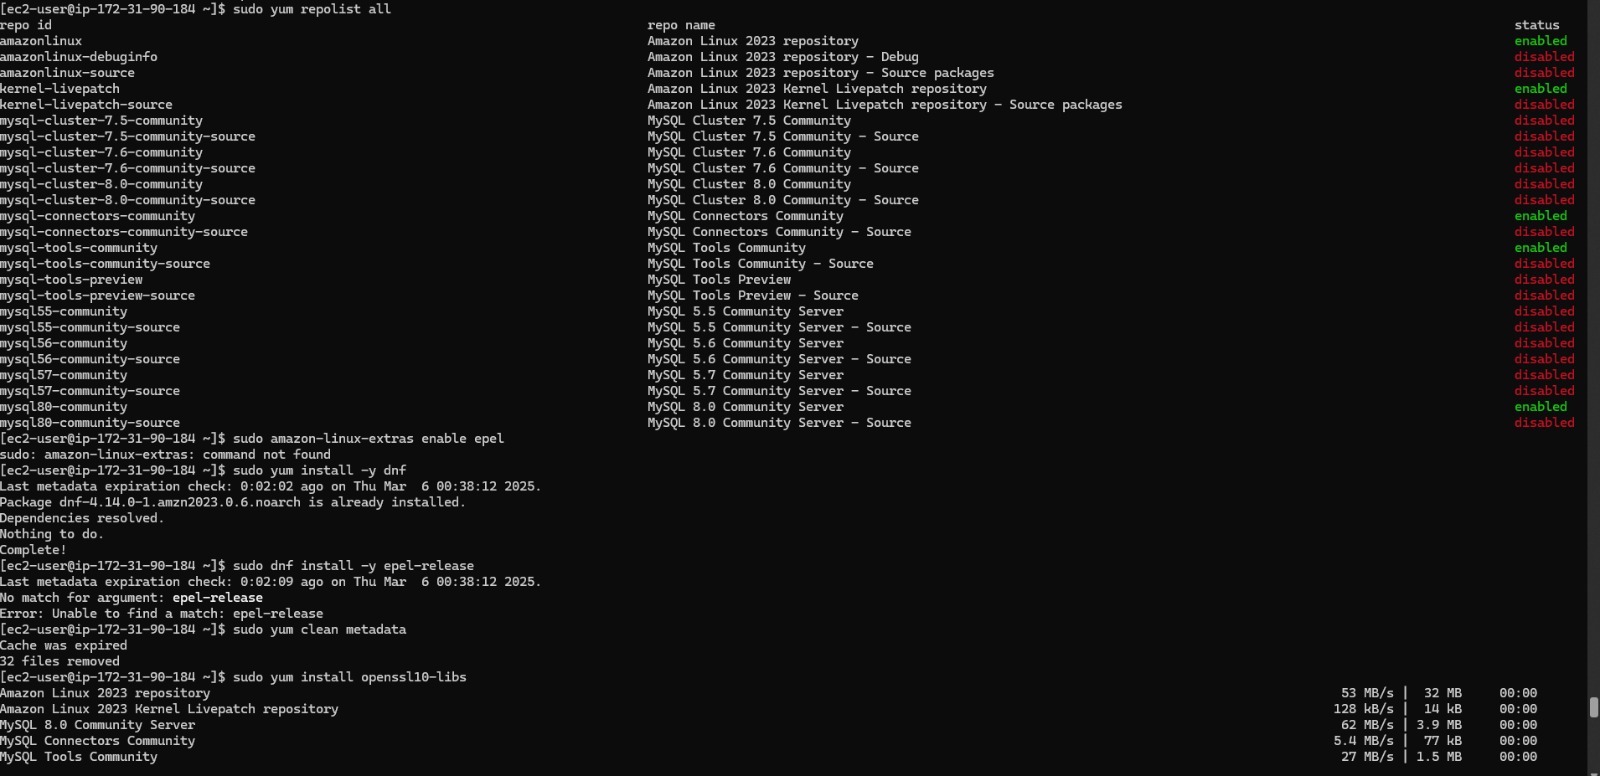 [ec2-user@ip-172-31-90-184 ~]$ sudo yum repolist all
repo id repo name status
amazonlinux Amazon Linux 2023 repository enabled
amazonlinux-debuginfo Amazon Linux 2023 repository - Debug disabled
amazonlinux-source Amazon Linux 2023 repository - Source packages disabled
kernel-livepatch Amazon Linux 2023 Kernel Livepatch repository enabled
kernel-livepatch-source Amazon Linux 2023 Kernel Livepatch repository - Source packages disabled
mysql-cluster-7.5-community MySQL Cluster 7.5 Community disabled
mysql-cluster-7.5-community-source MySQL Cluster 7.5 Community - Source disabled
mysql-cluster-7.6-community MySQL Cluster 7.6 Community disabled
mysql-cluster-7.6-community-source MySQL Cluster 7.6 Community - Source disabled
mysql-cluster-8.0-community MySQL Cluster 8.0 Community disabled
mysql-cluster-8.0-community-source MySQL Cluster 8.0 Community - Source disabled
mysql-connectors-community MySQL Connectors Community enabled
mysql-connectors-community-source MySQL Connectors Community - Source disabled
mysql-tools-community MySQL Tools Community enabled
mysql-tools-community-source MySQL Tools Community - Source disabled
mysql-tools-preview MySQL Tools Preview disabled
mysql-tools-preview-source MySQL Tools Preview - Source disabled
mysql55-community MySQL 5.5 Community Server disabled
mysql55-community-source MySQL 5.5 Community Server - Source disabled
mysql56-community MySQL 5.6 Community Server disabled
mysql56-community-source MySQL 5.6 Community Server - Source disabled
mysql57-community MySQL 5.7 Community Server disabled
mysql57-community-source MySQL 5.7 Community Server - Source disabled
mysql80-community MySQL 8.0 Community Server enabled
mysql80-community-source MySQL 8.0 Community Server - Source disabled
[ec2-user@ip-172-31-90-184 ~]$ sudo amazon-linux-extras enable epel
sudo: amazon-linux-extras: command not found
[ec2-user@ip-172-31-90-184 ~]$ sudo yum install -y dnf
Last metadata expiration check: 0:02:02 ago on Thu Mar  6 00:38:12 2025.
Package dnf-4.14.0-1.amzn2023.0.6.noarch is already installed.
Dependencies resolved.
Nothing to do.
Complete!
[ec2-user@ip-172-31-90-184 ~]$ sudo dnf install -y epel-release
Last metadata expiration check: 0:02:09 ago on Thu Mar  6 00:38:12 2025.
No match for argument: epel-release
Error: Unable to find a match: epel-release
[ec2-user@ip-172-31-90-184 ~]$ sudo yum clean metadata
Cache was expired
32 files removed
[ec2-user@ip-172-31-90-184 ~]$ sudo yum install openssl10-libs
Amazon Linux 2023 repository 53 MB/s | 32 MB 00:00
Amazon Linux 2023 Kernel Livepatch repository 128 kB/s | 14 kB 00:00
MySQL 8.0 Community Server 62 MB/s | 3.9 MB 00:00
MySQL Connectors Community 5.4 MB/s | 77 kB 00:00
MySQL Tools Community 27 MB/s | 1.5 MB 00:00